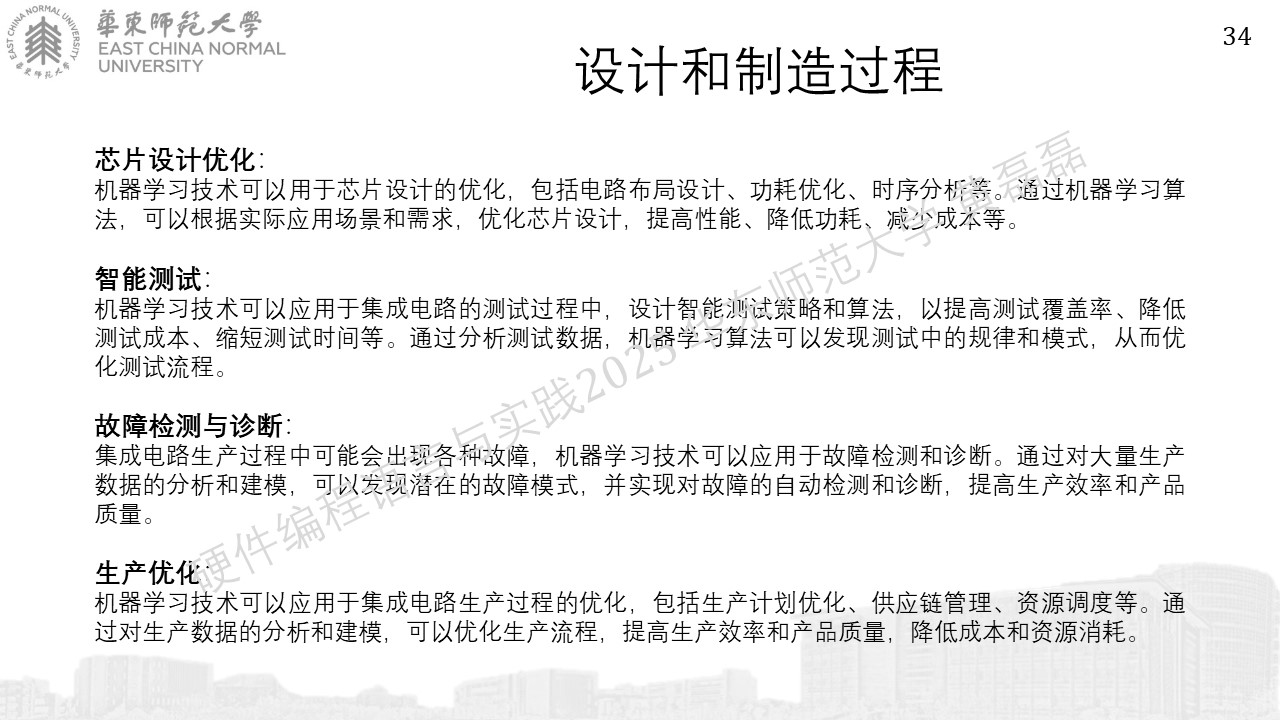 EAST CHINA NORMAL UNIVERSITY
華東師範大學
華東師範大學
EAST CHINA NORMAL
UNIVERSITY
34
设计和制造过程
芯片设计优化：
机器学习技术可以用于芯片设计的优化，包括电路布局设计、功耗优化、时序分析等。通过机器学习算
法，可以根据实际应用场景和需求，优化芯片设计，提高性能、降低功耗、减少成本等。
智能测试：
机器学习技术可以应用于集成电路的测试过程中，设计智能测试策略和算法，以提高测试覆盖率、降低
测试成本、缩短测试时间等。通过分析测试数据，机器学习算法可以发现测试中的规律和模式，从而优
化测试流程。
故障检测与诊断：
集成电路生产过程中可能会出现各种故障，机器学习技术可以应用于故障检测和诊断。通过对大量生产
数据的分析和建模，可以发现潜在的故障模式，并实现对故障的自动检测和诊断，提高生产效率和产品
质量。
生产优化：
机器学习技术可以应用于集成电路生产过程的优化，包括生产计划优化、供应链管理、资源调度等。通
过对生产数据的分析和建模，可以优化生产流程，提高生产效率和产品质量，降低成本和资源消耗。
硬件编程语言与实践2025 华东师范大学 黄磊磊